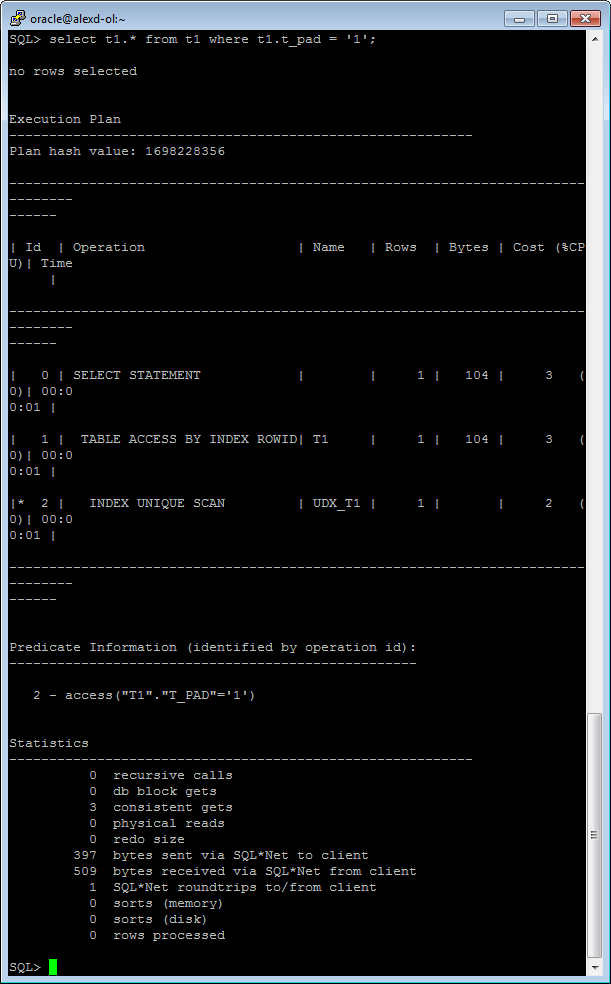 oracle@alexd-ol:~
SQL> select t1.* from t1 where t1.t_pad = '1';
no rows selected
Execution Plan
----------------------------------------------------------
Plan hash value: 1698228356
------------------------------------------------------------------------
--------
------
| Id  | Operation                   | Name   | Rows  | Bytes | Cost (%CP
U)| Time
     |
------------------------------------------------------------------------
--------
------
|   0 | SELECT STATEMENT            |        |     1 |   104 |     3   (
0)| 00:0
0:01 |
|   1 |  TABLE ACCESS BY INDEX ROWID| T1     |     1 |   104 |     3   (
0)| 00:0
0:01 |
|*  2 |   INDEX UNIQUE SCAN         | UDX_T1 |     1 |       |     2   (
0)| 00:0
0:01 |
------------------------------------------------------------------------
--------
------
Predicate Information (identified by operation id):
---------------------------------------------------
   2 - access("T1"."T_PAD"='1')
Statistics
----------------------------------------------------------
          0  recursive calls
          0  db block gets
          3  consistent gets
          0  physical reads
          0  redo size
        397  bytes sent via SQL*Net to client
        509  bytes received via SQL*Net from client
          1  SQL*Net roundtrips to/from client
          0  sorts (memory)
          0  sorts (disk)
          0  rows processed
SQL>